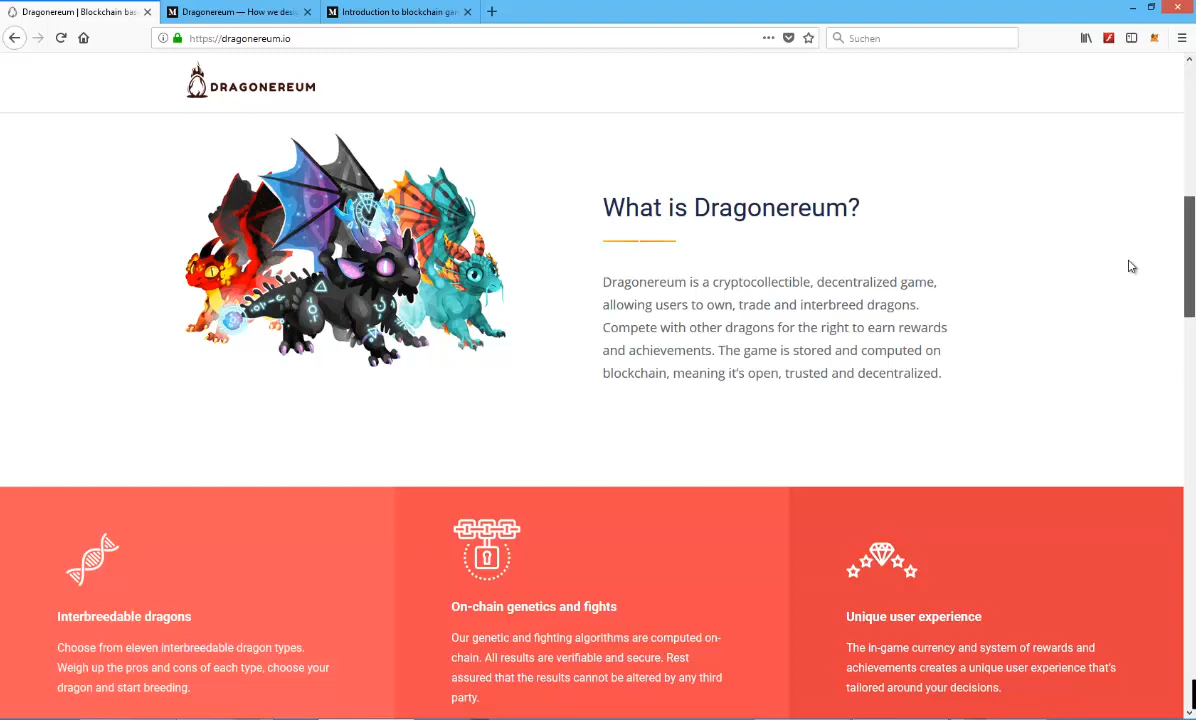 Dragonereum | Blockchain bas
Dragonereum — How we desi
Introduction to blockchain gam
https://dragonereum.io
Suchen
DRAGONEREUM
What is Dragonereum?
Dragonereum is a cryptocollectible, decentralized game,
allowing users to own, trade and interbreed dragons.
Compete with other dragons for the right to earn rewards
and achievements. The game is stored and computed on
blockchain, meaning it's open, trusted and decentralized.
Interbreedable dragons
Choose from eleven interbreedable dragon types.
Weigh up the pros and cons of each type, choose your
dragon and start breeding.
On-chain genetics and fights
Our genetic and fighting algorithms are computed on-
chain. All results are verifiable and secure. Rest
assured that the results cannot be altered by any third
party.
Unique user experience
The in-game currency and system of rewards and
achievements creates a unique user experience that's
tailored around your decisions.